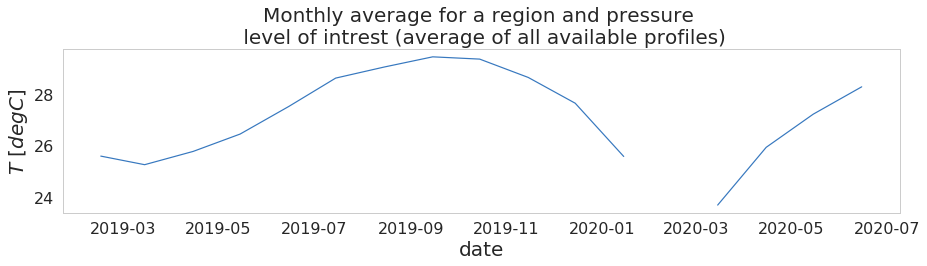 Monthly average for a region and pressure
level of intrest (average of all available profiles)
T [degC]
28
26
24
2019-03 2019-05 2019-07 2019-09 2019-11 2020-01 2020-03 2020-05 2020-07
date